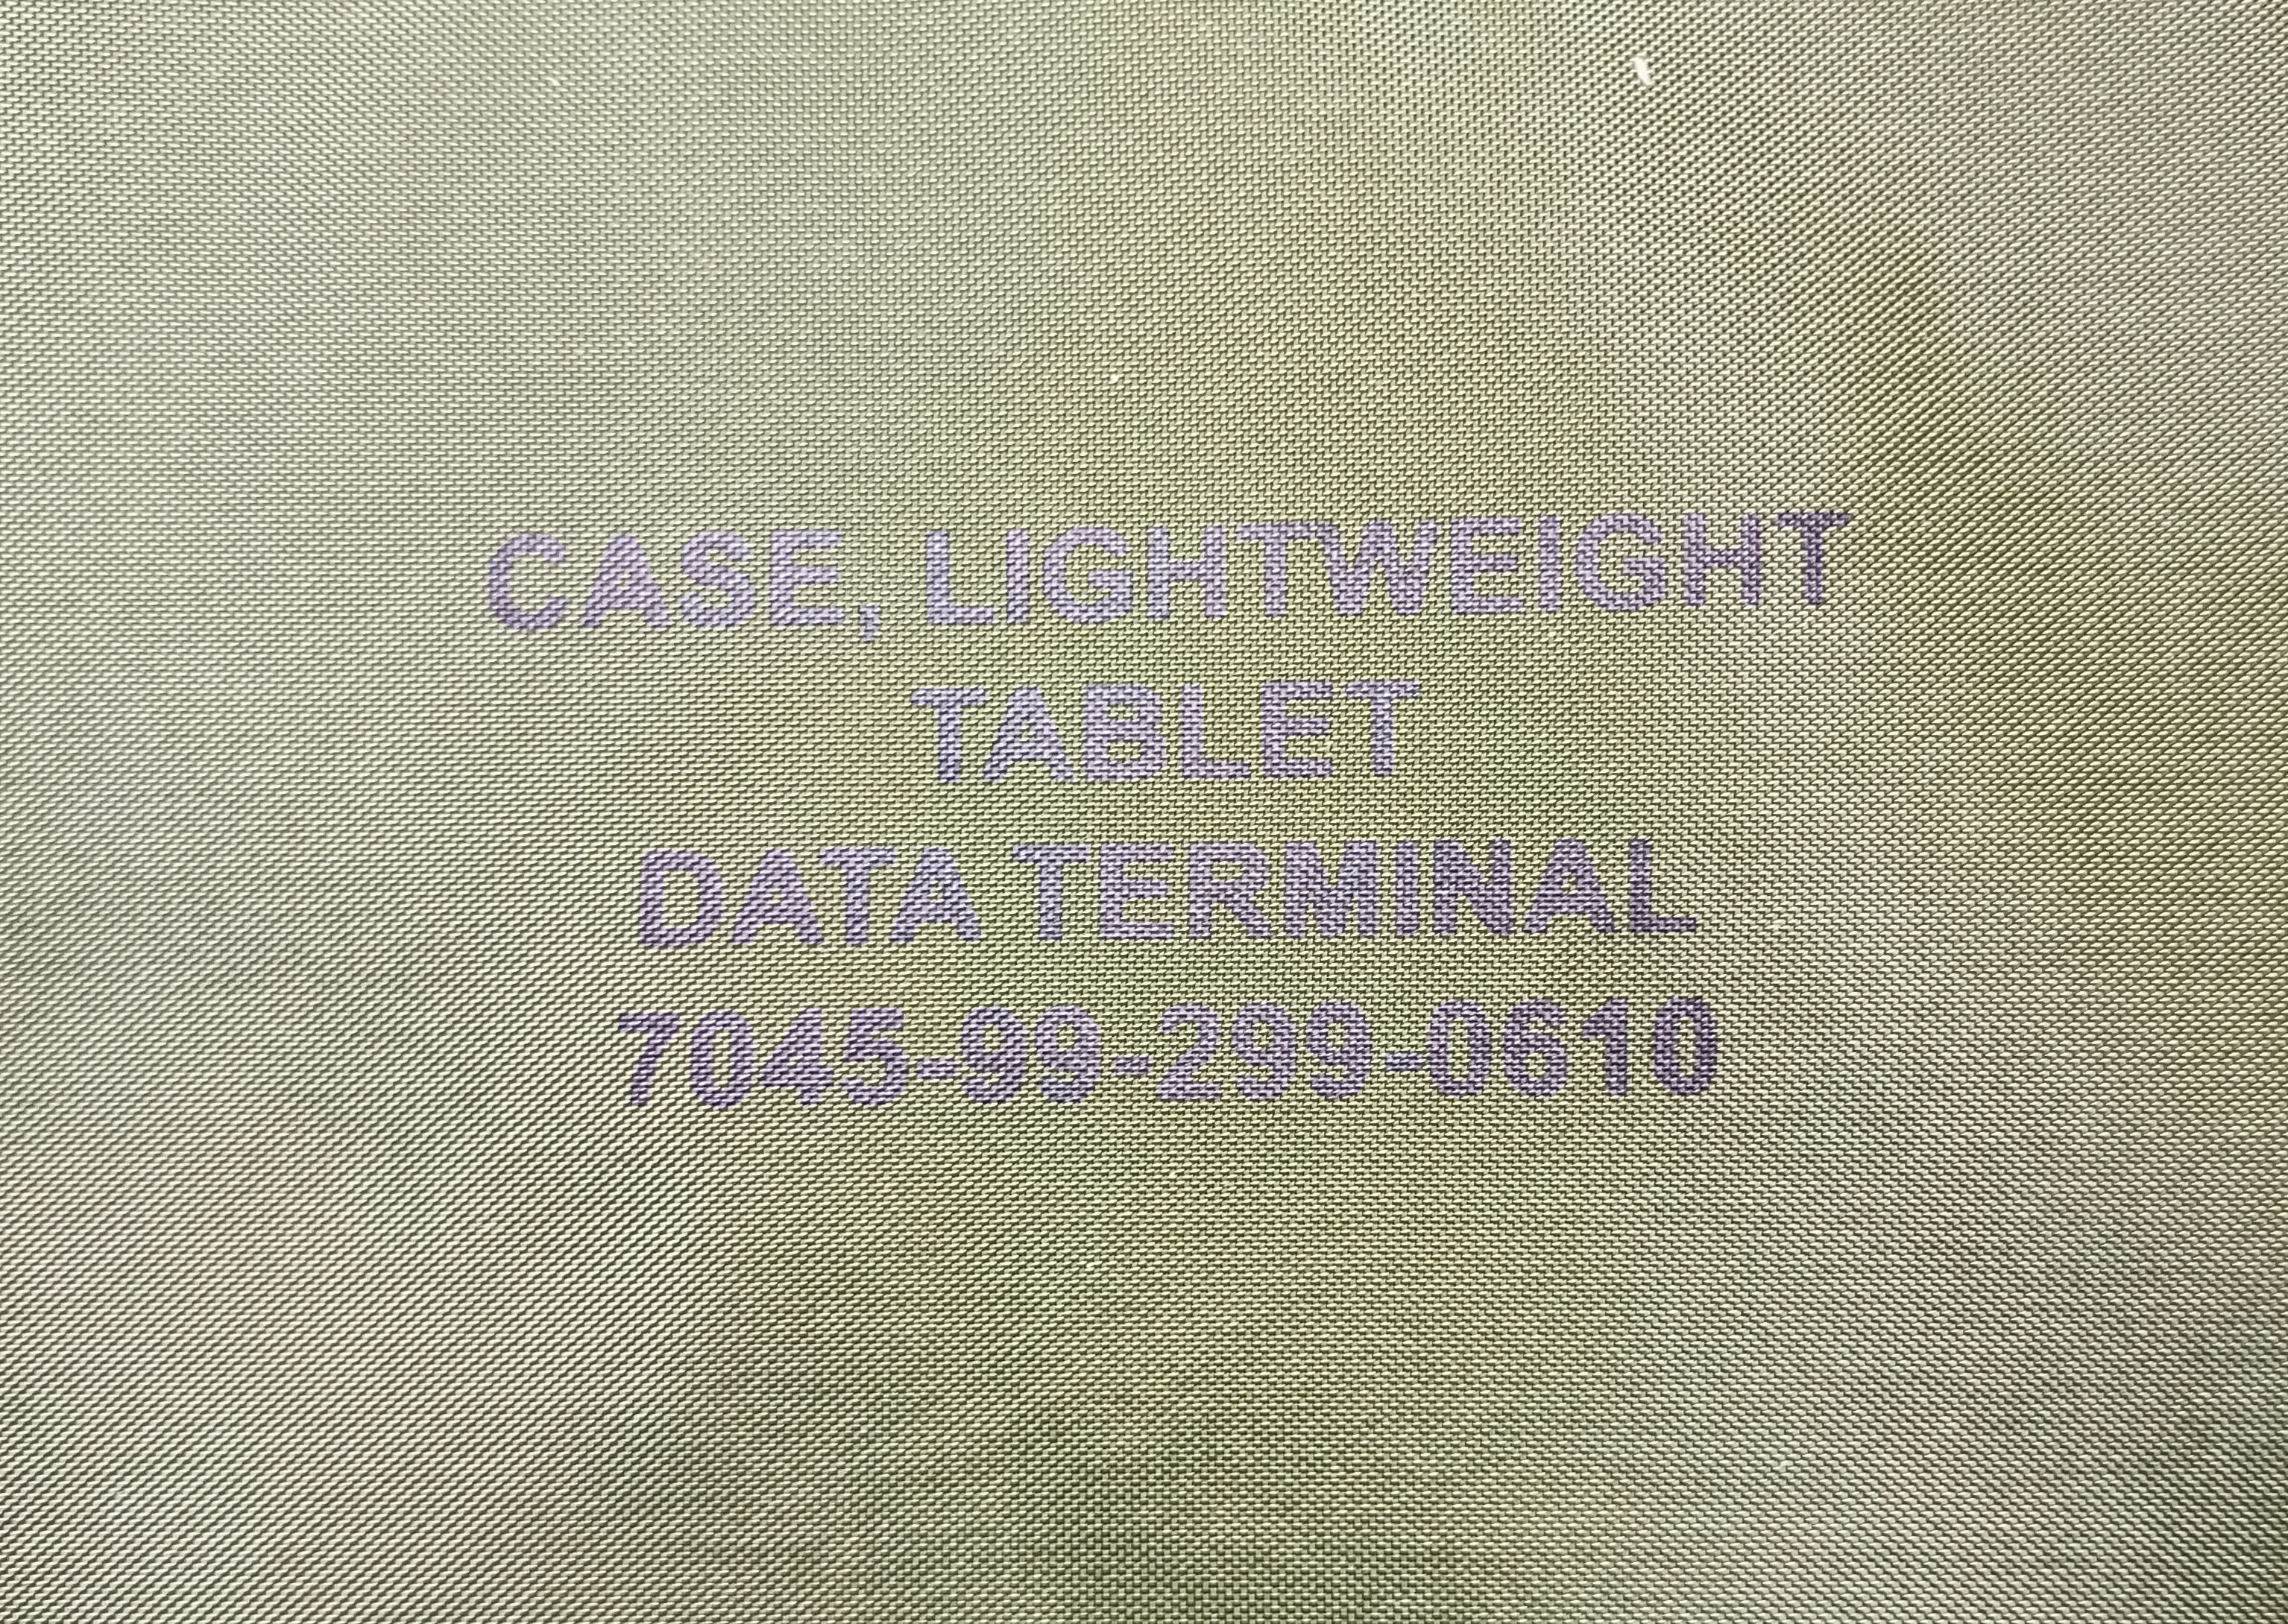 CASE, LIGHTWEIGHT
TABLET
DATA TERMINAL
7045-99-299-0610